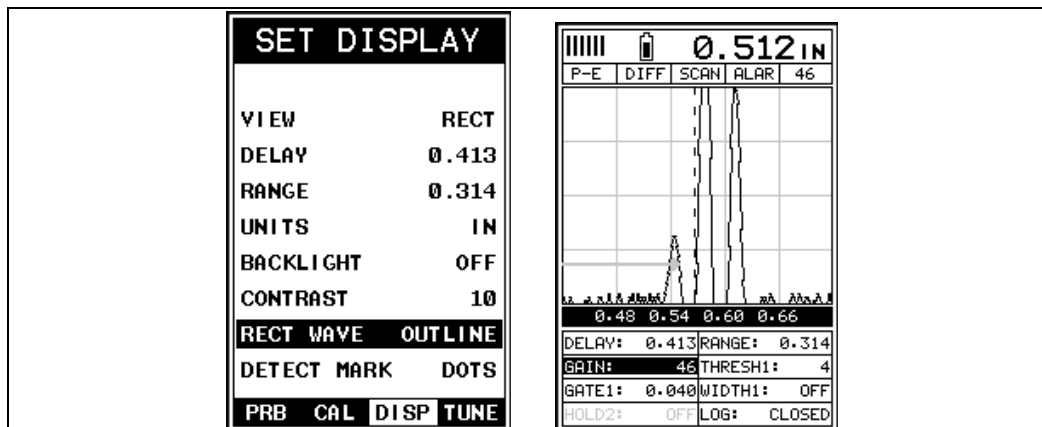 SET DISPLAY
VIEW RECT
DELAY 0.413
RANGE 0.314
UNITS IN
BACKLIGHT OFF
CONTRAST 10
RECT WAVE OUTLINE
DETECT MARK DOTS
PRB CAL DISP TUNE
0.512 IN
P-E DIFF SCAN ALAR 46
0.48 0.54 0.60 0.66
DELAY: 0.413 RANGE: 0.314
GAIN: 46 THRESH1: 4
GATE1: 0.040 WIDTH1: OFF
HOLD2: OFF LOG: CLOSED